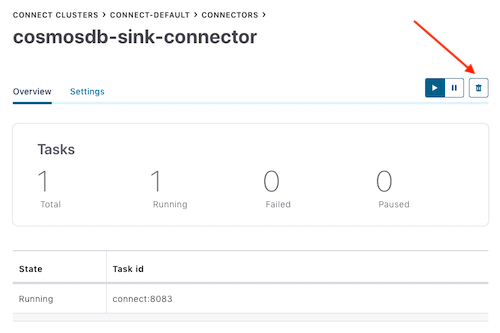 CONNECT CLUSTERS › CONNECT-DEFAULT › CONNECTORS ›
cosmosdb-sink-connector
Overview Settings
Tasks
1 1 0 0
Total Running Failed Paused
State Task id
Running connect:8083